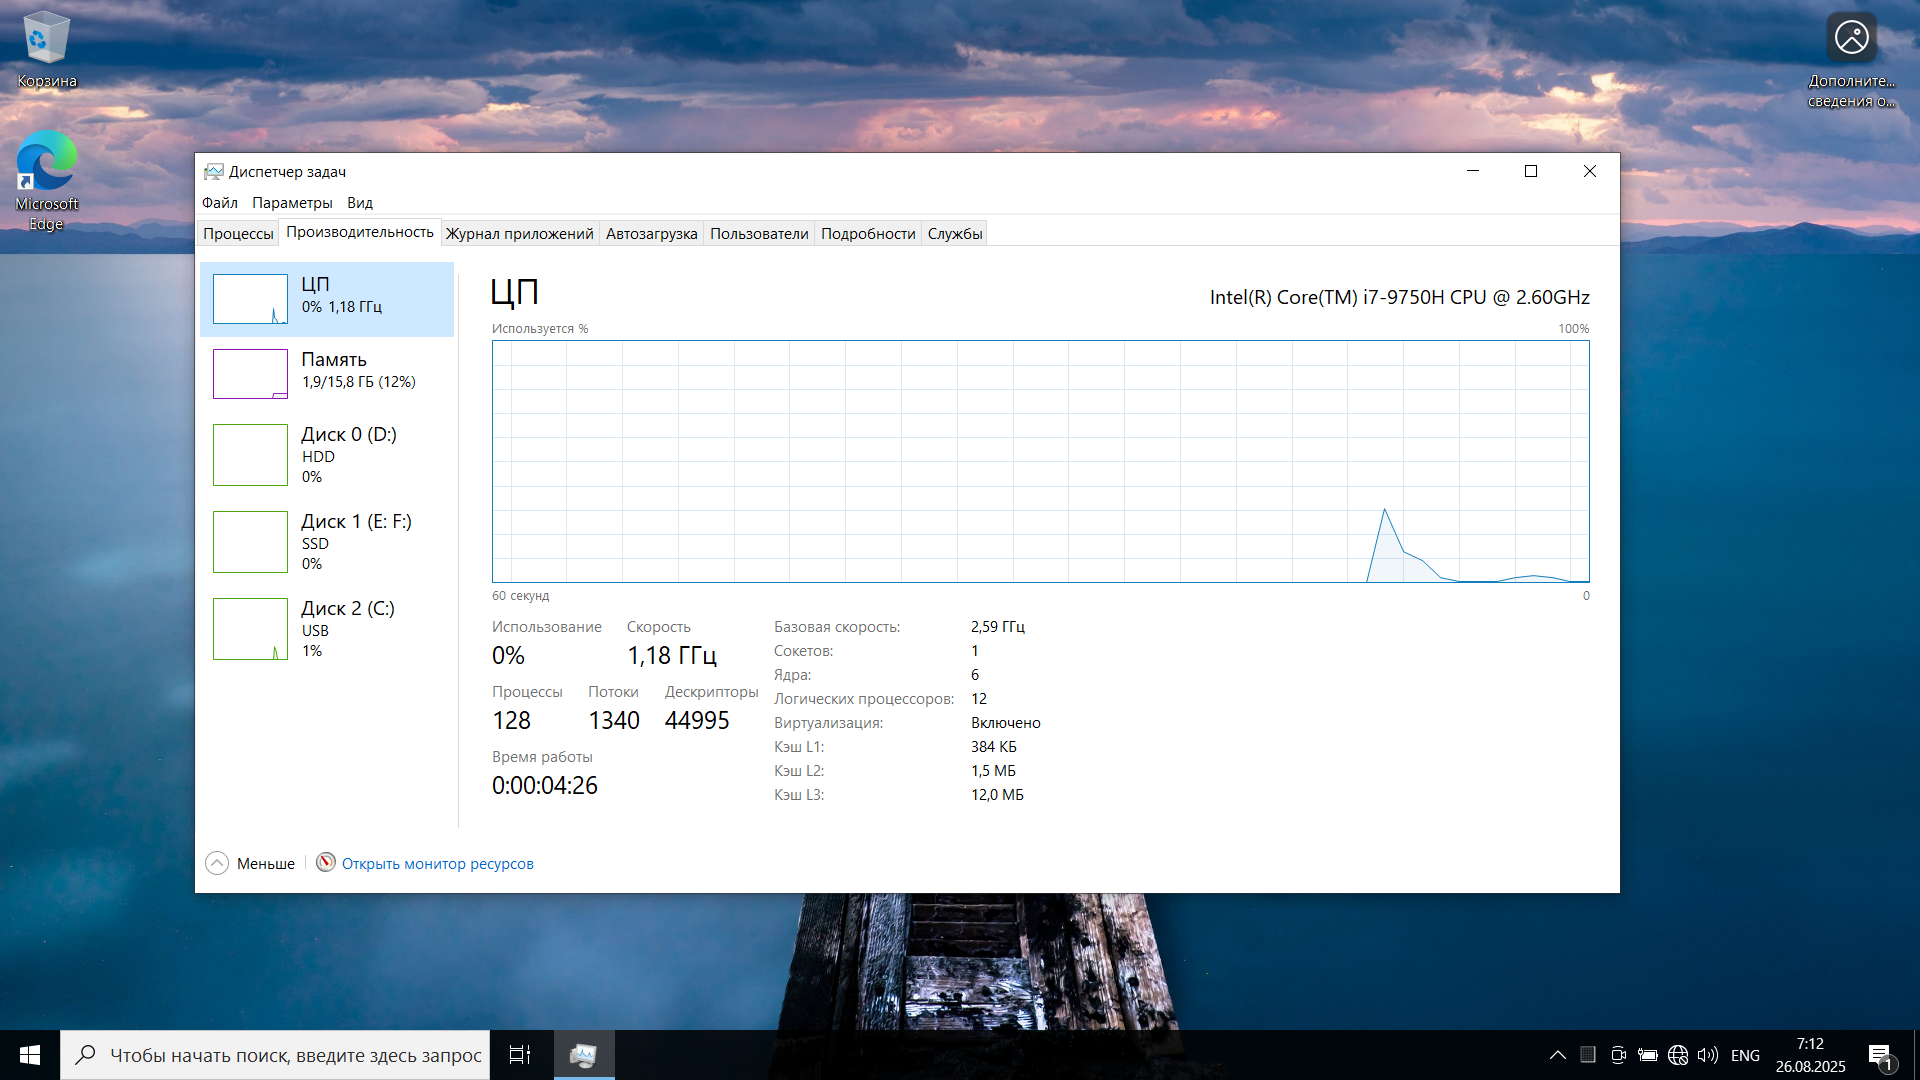 Корзина
Microsoft
Edge
Дополните...
сведения о...
Диспетчер задач
Файл Параметры Вид
Процессы Производительность Журнал приложений Автозагрузка Пользователи Подробности Службы
ЦП
0% 1,18 ГГц
Память
1,9/15,8 ГБ (12%)
Диск 0 (D:)
HDD
0%
Диск 1 (E: F:)
SSD
0%
Диск 2 (C:)
USB
1%
ЦП
Intel(R) Core(TM) i7-9750H CPU @ 2.60GHz
Используется % 100%
60 секунд 0
Использование Скорость
0% 1,18 ГГц
Процессы Потоки Дескрипторы
128 1340 44995
Время работы
0:00:04:26
Базовая скорость: 2,59 ГГц
Сокетов: 1
Ядра: 6
Логических процессоров: 12
Виртуализация: Включено
Кэш L1: 384 КБ
Кэш L2: 1,5 МБ
Кэш L3: 12,0 МБ
Меньше Открыть монитор ресурсов
Чтобы начать поиск, введите здесь запрос
ENG
7:12
26.08.2025
1